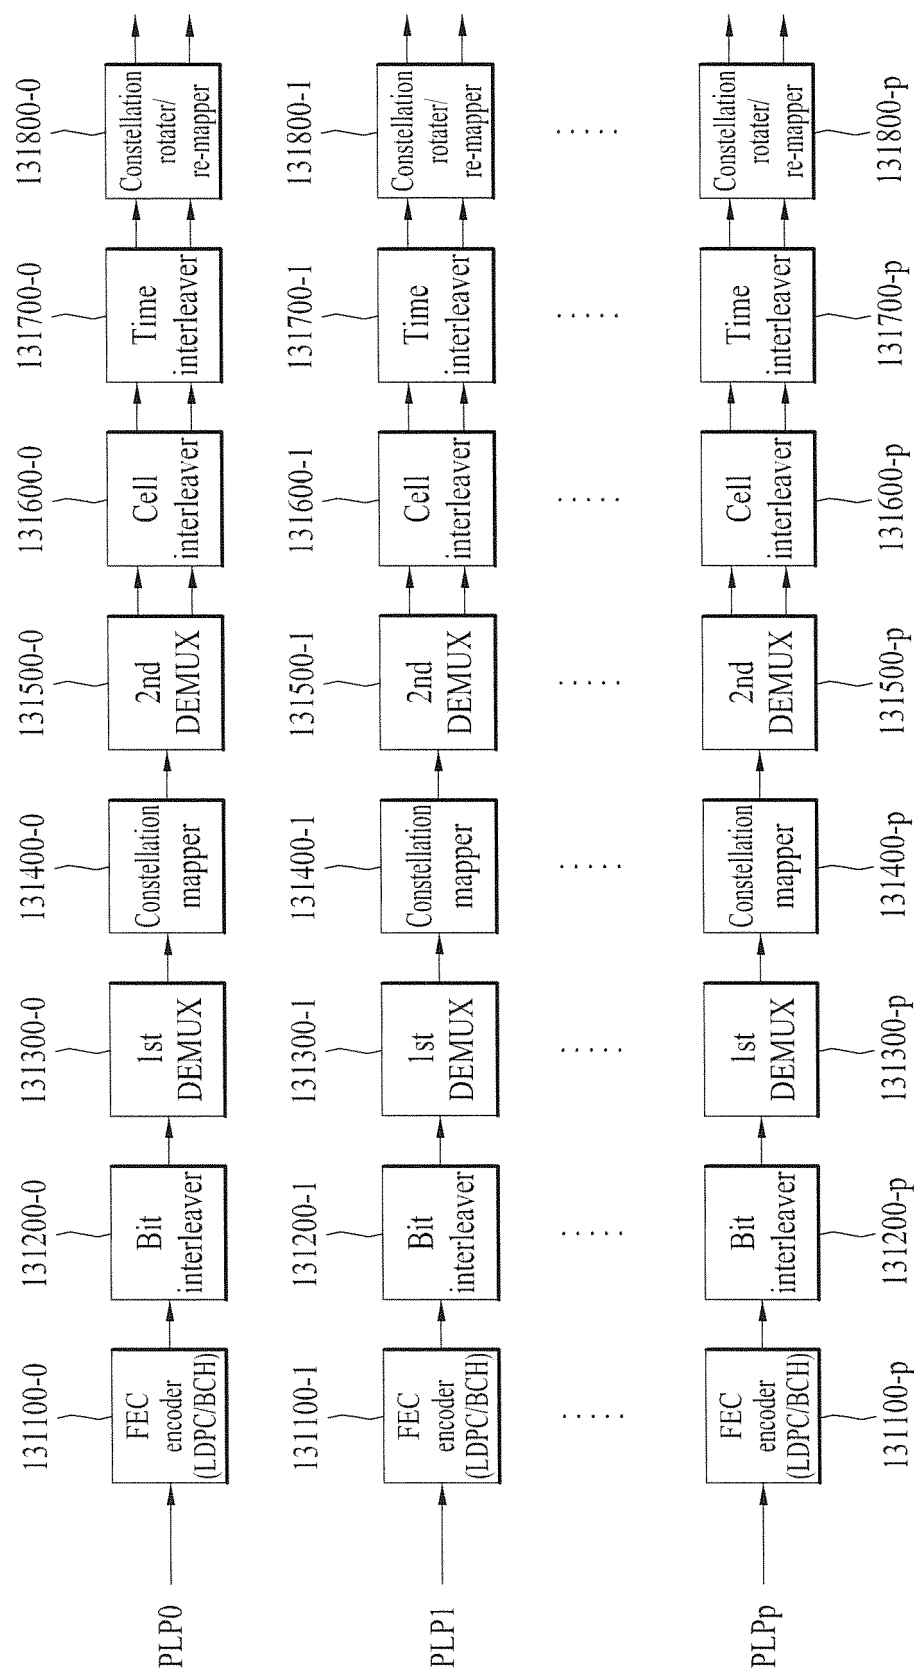 131100-0
131200-0
131300-0
131400-0
131500-0
131600-0
131700-0
131800-0
PLP0
FEC
encoder
(LDPC/BCH)
Bit
interleaver
1st
DEMUX
Constellation
mapper
2nd
DEMUX
Cell
interleaver
Time
interleaver
Constellation
rotater/
re-mapper
131100-1
131200-1
131300-1
131400-1
131500-1
131600-1
131700-1
131800-1
PLP1
FEC
encoder
(LDPC/BCH)
Bit
interleaver
1st
DEMUX
Constellation
mapper
2nd
DEMUX
Cell
interleaver
Time
interleaver
Constellation
rotater/
re-mapper
.....
.....
.....
.....
.....
.....
.....
.....
PLPp
FEC
encoder
(LDPC/BCH)
Bit
interleaver
1st
DEMUX
Constellation
mapper
2nd
DEMUX
Cell
interleaver
Time
interleaver
Constellation
rotater/
re-mapper
131100-p
131200-p
131300-p
131400-p
131500-p
131600-p
131700-p
131800-p